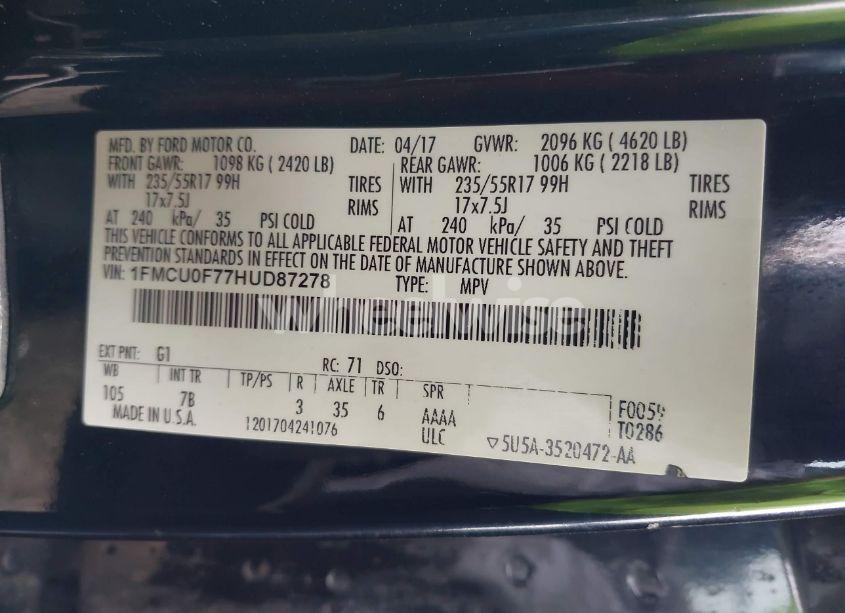 MFD. BY FORD MOTOR CO. DATE: 04/17 GVWR: 2096 KG ( 4620 LB)
FRONT GAWR: 1098 KG ( 2420 LB) REAR GAWR: 1006 KG ( 2218 LB)
WITH 235/55R17 99H TIRES WITH 235/55R17 99H TIRES
17x7.5J RIMS 17x7.5J RIMS
AT 240 kPa/ 35 PSI COLD AT 240 kPa/ 35 PSI COLD
THIS VEHICLE CONFORMS TO ALL APPLICABLE FEDERAL MOTOR VEHICLE SAFETY AND THEFT
PREVENTION STANDARDS IN EFFECT ON THE DATE OF MANUFACTURE SHOWN ABOVE.
VIN: 1FMCU0F77HUD87278 TYPE: MPV
wheelwise
EXT PNT: G1 RC: 71 DSO:
WB INT TR TP/PS R AXLE TR SPR
105 7B 3 35 6 AAAA F0059
MADE IN U.S.A. 1201704241076 ULC T0286
▽5U5A-3520472-AA